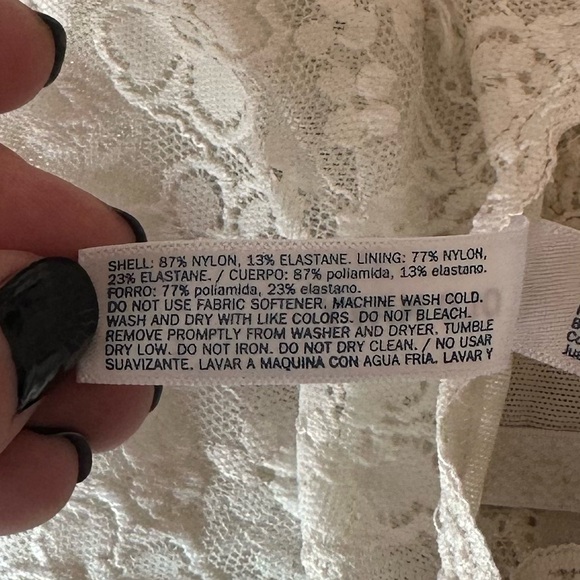 SHELL: 87% NYLON, 13% ELASTANE. LINING: 77% NYLON,
23% ELASTANE. / CUERPO: 87% poliamida, 13% elastano.
FORRO: 77% poliamida, 23% elastano.
DO NOT USE FABRIC SOFTENER. MACHINE WASH COLD.
WASH AND DRY WITH LIKE COLORS. DO NOT BLEACH.
REMOVE PROMPTLY FROM WASHER AND DRYER. TUMBLE
DRY LOW. DO NOT IRON. DO NOT DRY CLEAN. / NO USAR
SUAVIZANTE. LAVAR A MAQUINA CON AGUA FRÍA. LAVAR Y